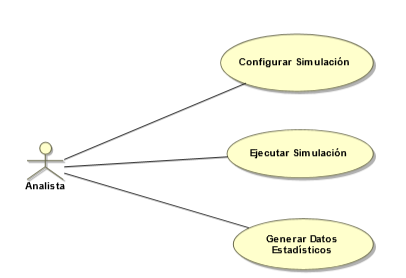 Configurar Simulación
Ejecutar Simulación
Analista
Generar Datos
Estadísticos